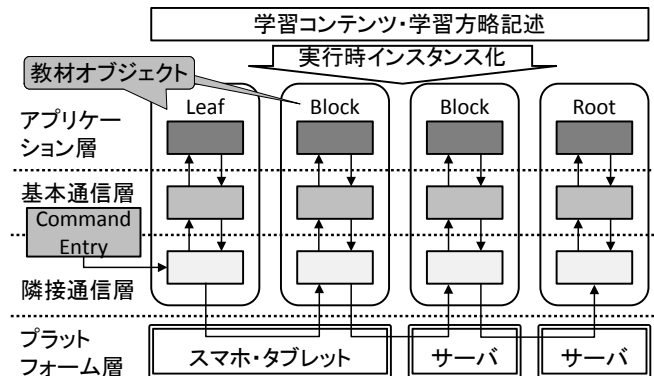 学習コンテンツ・学習方略記述
実行時インスタンス化
教材オブジェクト
Leaf
Block
Block
Root
アプリケー
ション層
基本通信層
Command
Entry
隣接通信層
プラット
フォーム層
スマホ・タブレット
サーバ
サーバ